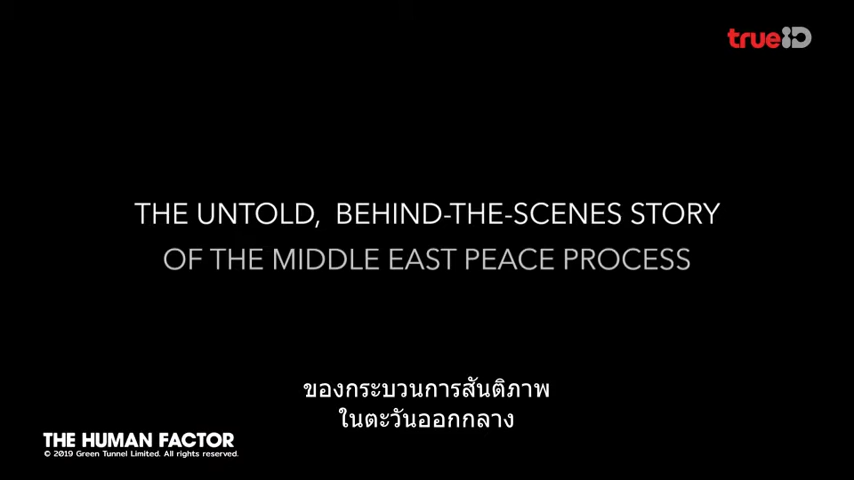 trueiD
THE UNTOLD, BEHIND-THE-SCENES STORY
OF THE MIDDLE EAST PEACE PROCESS
ของกระบวนการสันติภาพ
ในตะวันออกกลาง
THE HUMAN FACTOR
© 2019 Green Tunnel Limited. All rights reserved.